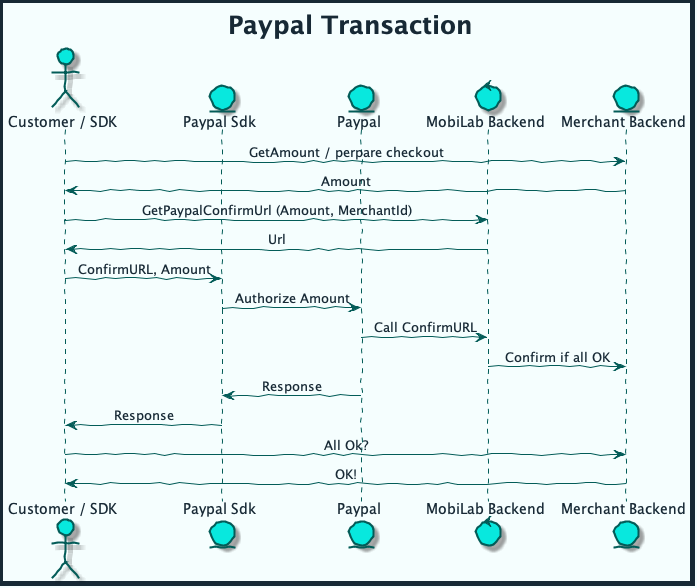 Paypal Transaction
Customer / SDK Paypal Sdk Paypal MobiLab Backend Merchant Backend
GetAmount / perpare checkout
Amount
GetPaypalConfirmUrl (Amount, MerchantId)
Url
ConfirmURL, Amount
Authorize Amount
Call ConfirmURL
Confirm if all OK
Response
Response
All Ok?
OK!
Customer / SDK Paypal Sdk Paypal MobiLab Backend Merchant Backend